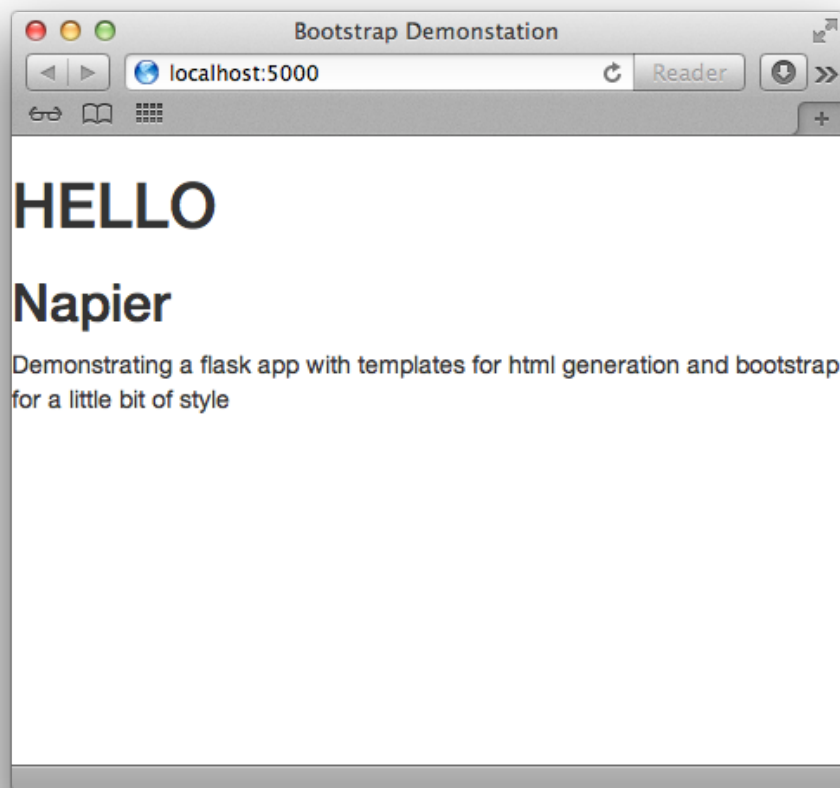 Bootstrap Demonstation
localhost:5000
Reader
HELLO
Napier
Demonstrating a flask app with templates for html generation and bootstrap
for a little bit of style